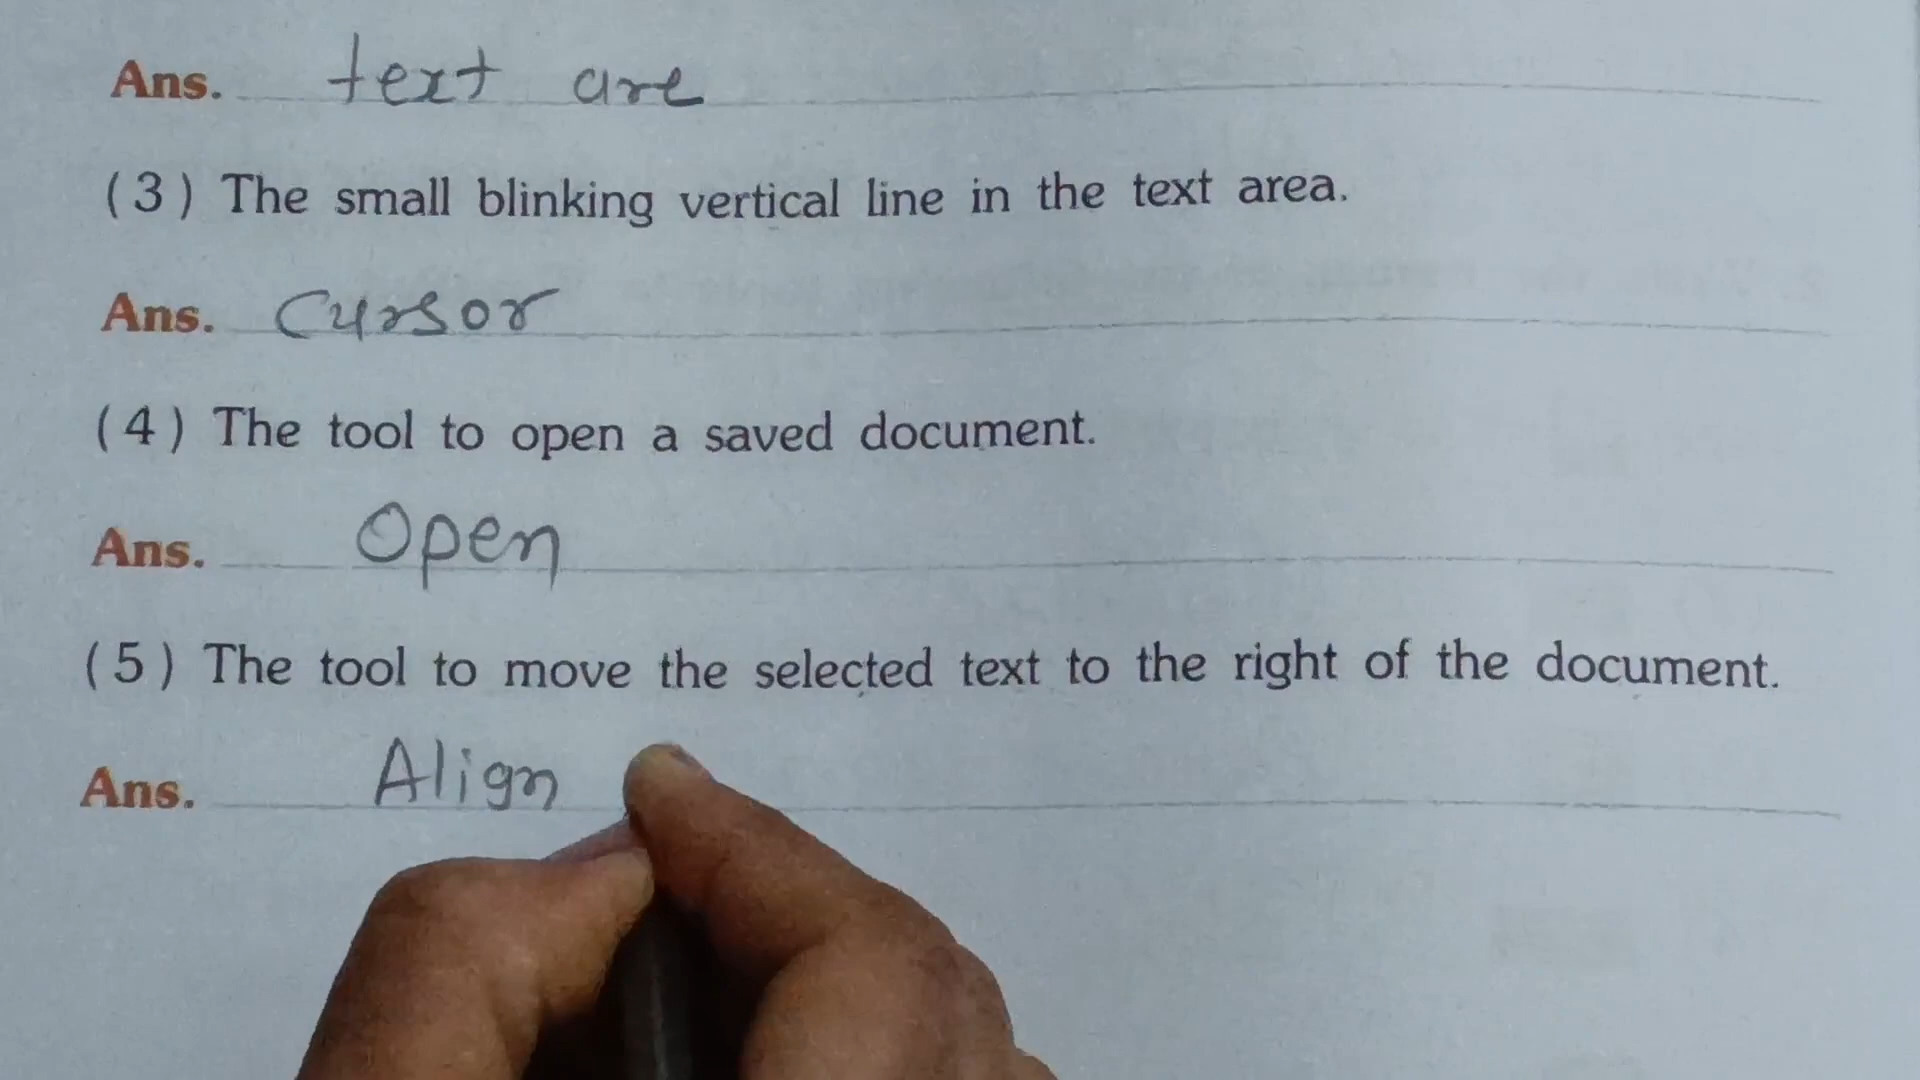 Ans. text are
(3) The small blinking vertical line in the text area.
Ans. Cursor
(4) The tool to open a saved document.
Ans. Open
(5) The tool to move the selected text to the right of the document.
Ans. Align